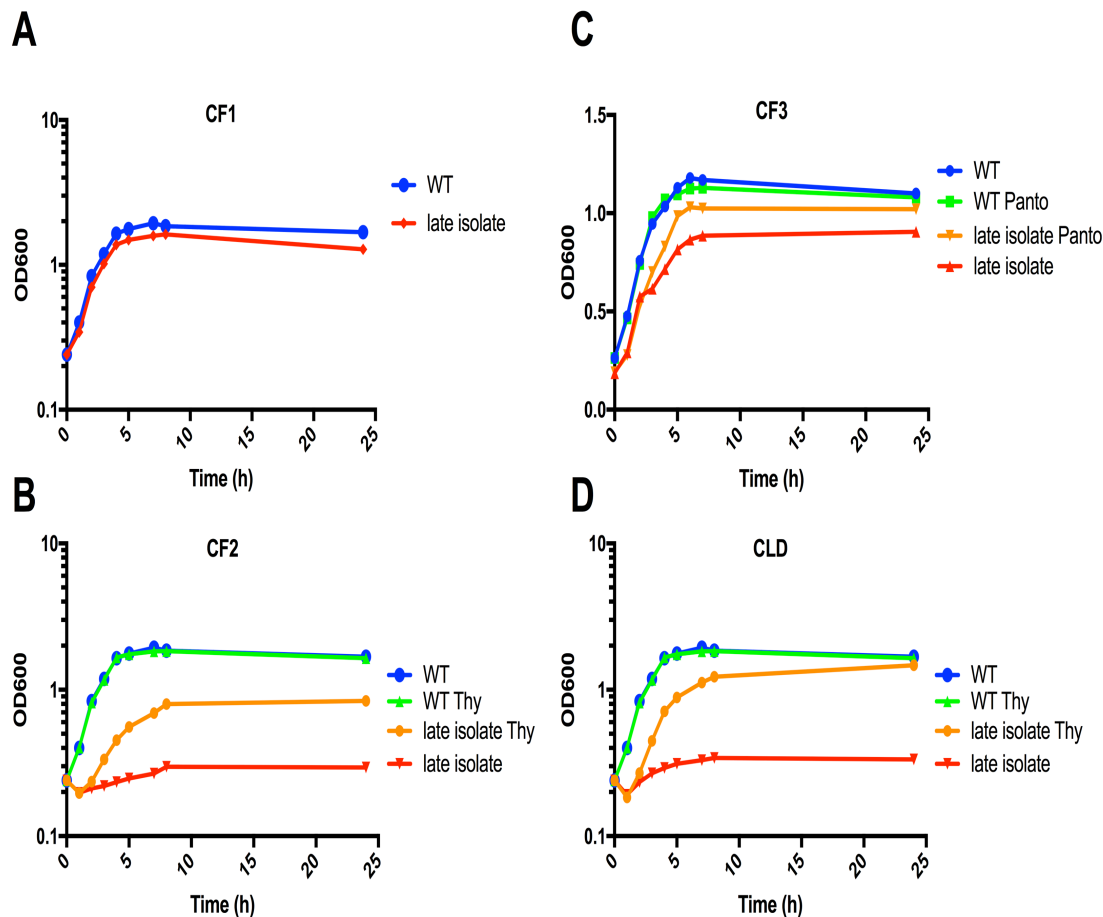 A
CF1
10
1
0.1
OD600
0
5
10
15
20
25
Time (h)
WT
late isolate
C
CF3
1.5
1.0
0.5
0.0
OD600
0
5
10
15
20
25
Time (h)
WT
WT Panto
late isolate Panto
late isolate
B
CF2
10
1
0.1
OD600
0
5
10
15
20
25
Time (h)
WT
WT Thy
late isolate Thy
late isolate
D
CLD
10
1
0.1
OD600
0
5
10
15
20
25
Time (h)
WT
WT Thy
late isolate Thy
late isolate